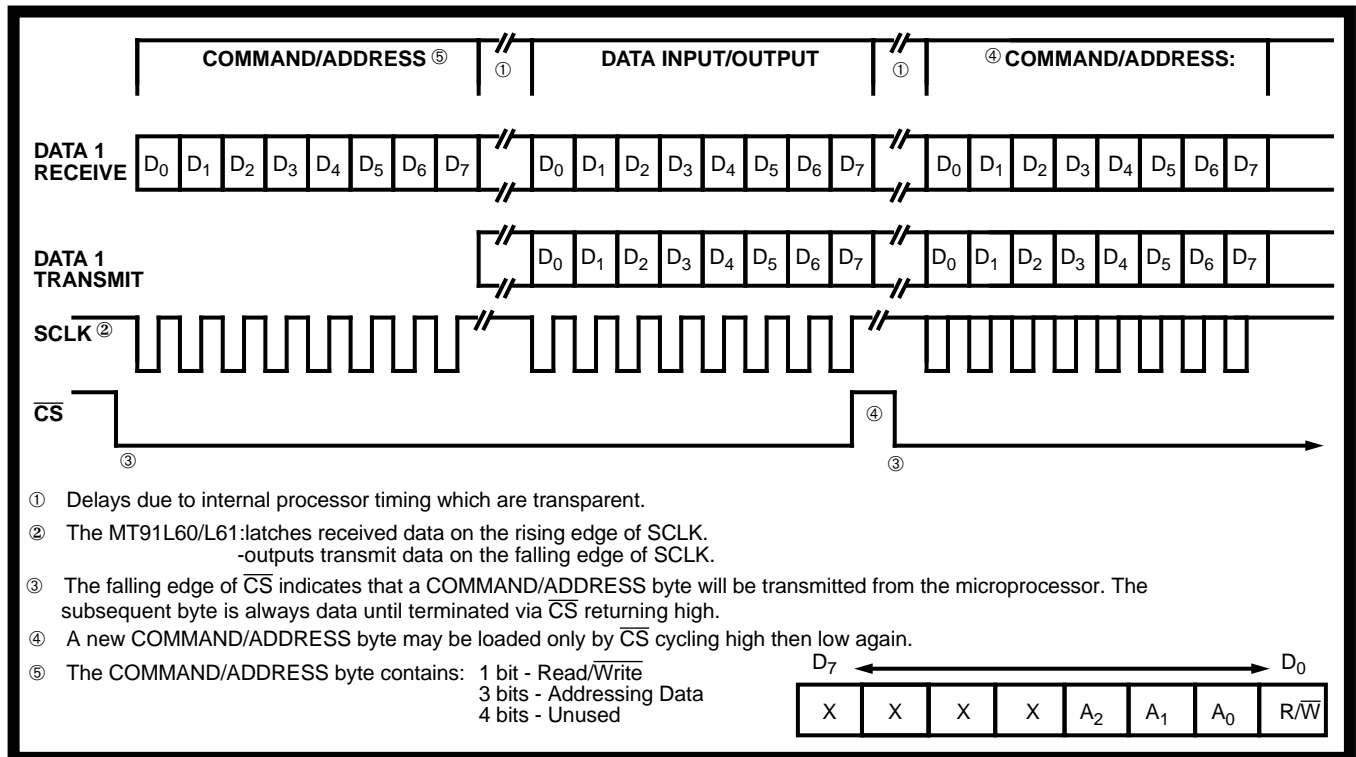 COMMAND/ADDRESS ⑤ ① DATA INPUT/OUTPUT ① ④ COMMAND/ADDRESS:
DATA 1
RECEIVE
D0 D1 D2 D3 D4 D5 D6 D7 D0 D1 D2 D3 D4 D5 D6 D7 D0 D1 D2 D3 D4 D5 D6 D7
DATA 1
TRANSMIT
D0 D1 D2 D3 D4 D5 D6 D7 D0 D1 D2 D3 D4 D5 D6 D7
SCLK ②
C̅S̅ ④
③ ③
① Delays due to internal processor timing which are transparent.
② The MT91L60/L61:latches received data on the rising edge of SCLK.
-outputs transmit data on the falling edge of SCLK.
③ The falling edge of C̅S̅ indicates that a COMMAND/ADDRESS byte will be transmitted from the microprocessor. The
subsequent byte is always data until terminated via C̅S̅ returning high.
④ A new COMMAND/ADDRESS byte may be loaded only by C̅S̅ cycling high then low again.
⑤ The COMMAND/ADDRESS byte contains: 1 bit - Read/W̅r̅i̅t̅e̅
3 bits - Addressing Data
4 bits - Unused
D7 D0
X X X X A2 A1 A0 R/W̅